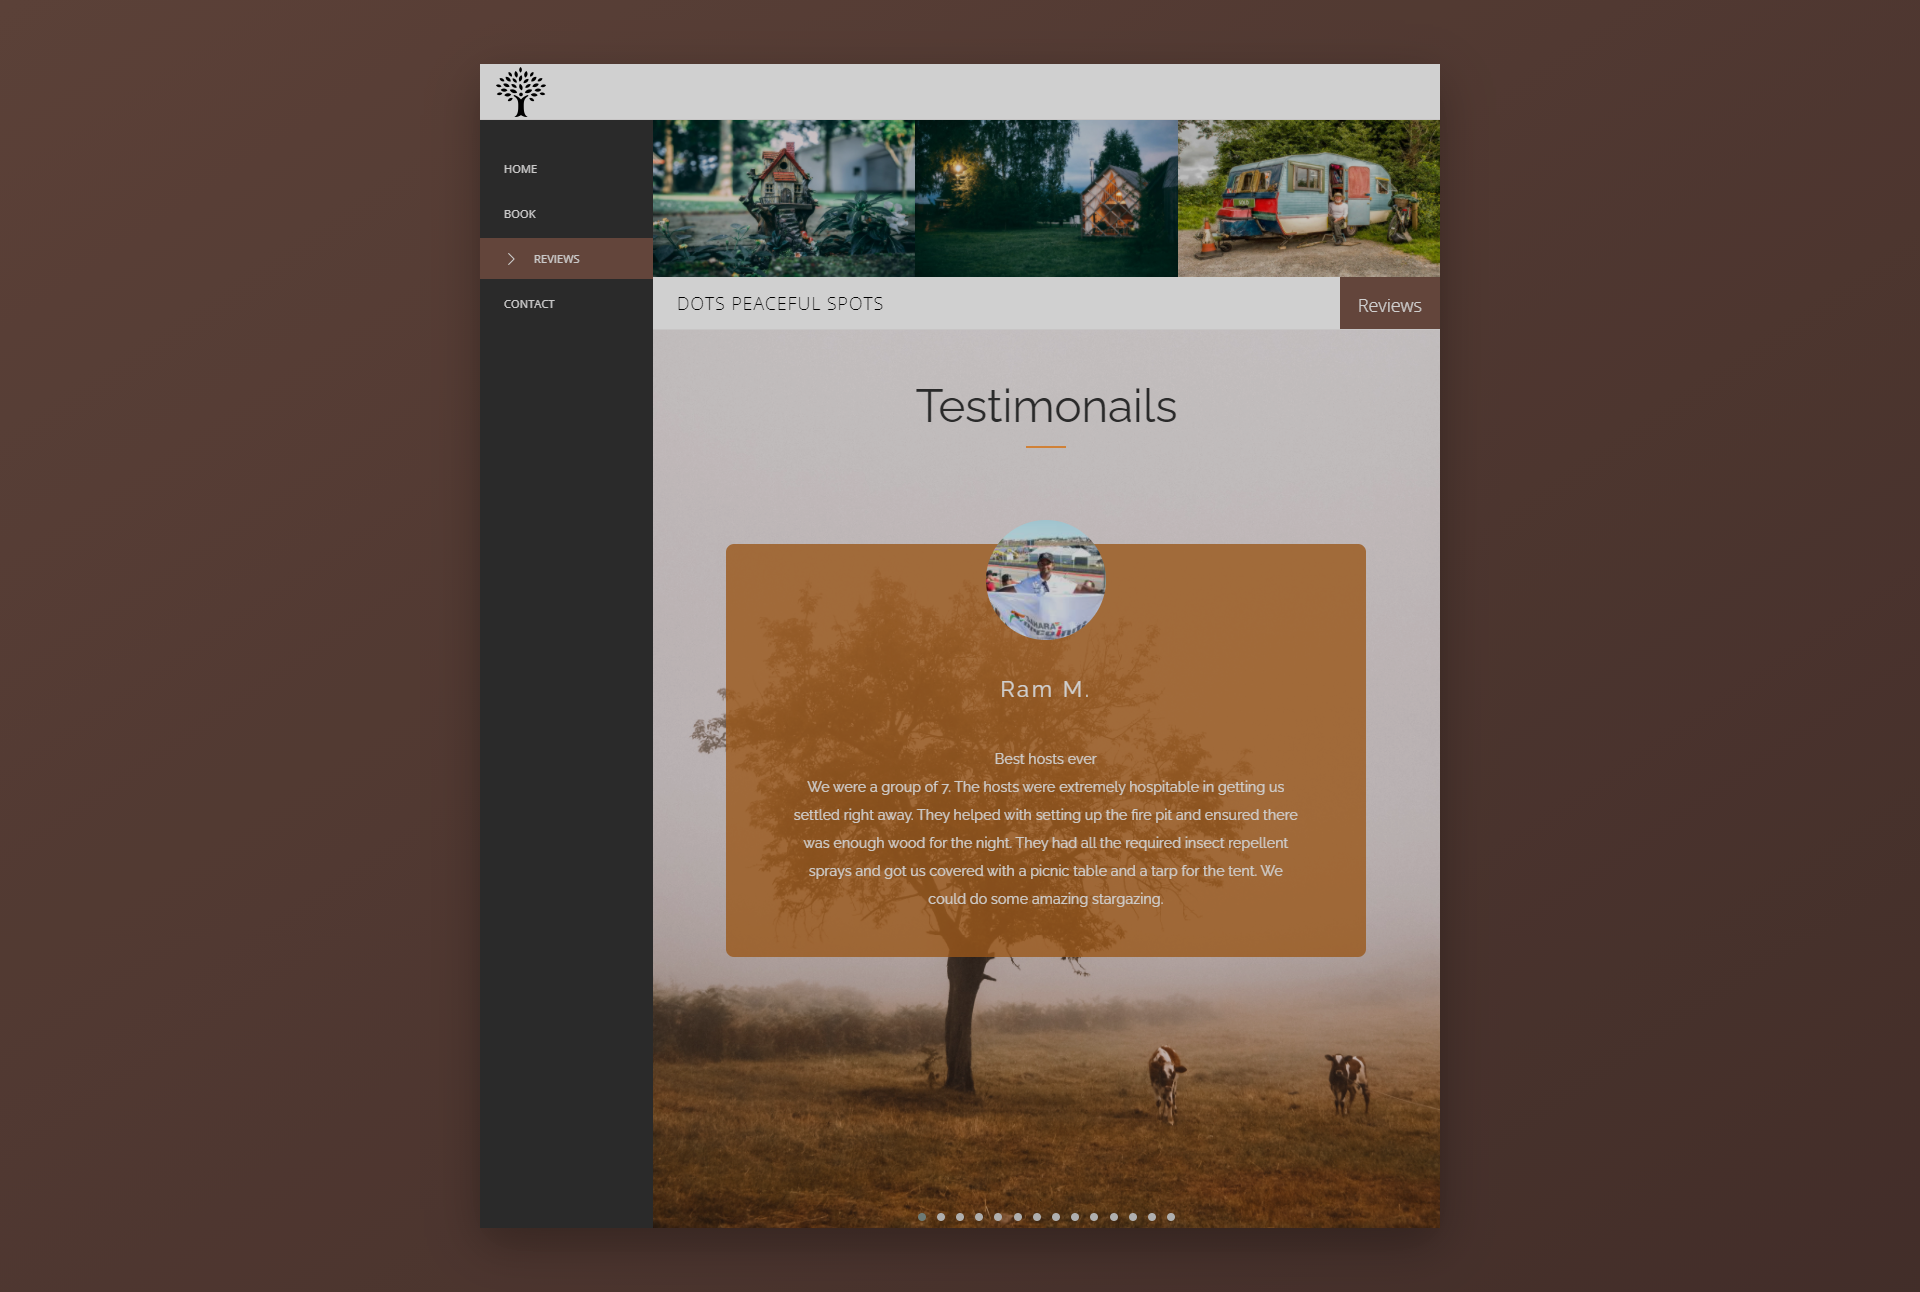 HOME
BOOK
REVIEWS
CONTACT
DOTS PEACEFUL SPOTS
Reviews
Testimonails
Ram M.
Best hosts ever
We were a group of 7. The hosts were extremely hospitable in getting us
settled right away. They helped with setting up the fire pit and ensured there
was enough wood for the night. They had all the required insect repellent
sprays and got us covered with a picnic table and a tarp for the tent. We
could do some amazing stargazing.